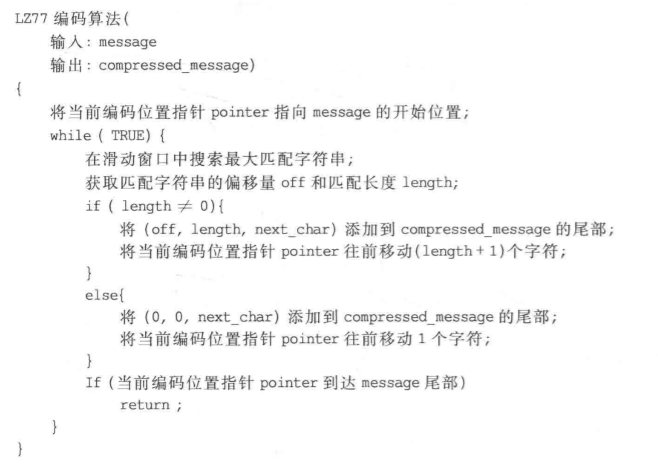 LZ77 编码算法(
输入: message
输出: compressed_message)
{
将当前编码位置指针 pointer 指向 message 的开始位置;
while ( TRUE) {
在滑动窗口中搜索最大匹配字符串;
获取匹配字符串的偏移量 off 和匹配长度 length;
if ( length ≠ 0){
将 (off, length, next_char) 添加到 compressed_message 的尾部;
将当前编码位置指针 pointer 往前移动(length + 1)个字符;
}
else{
将 (0, 0, next_char) 添加到 compressed_message 的尾部;
将当前编码位置指针 pointer 往前移动 1 个字符;
}
If (当前编码位置指针 pointer 到达 message 尾部)
return ;
}
}